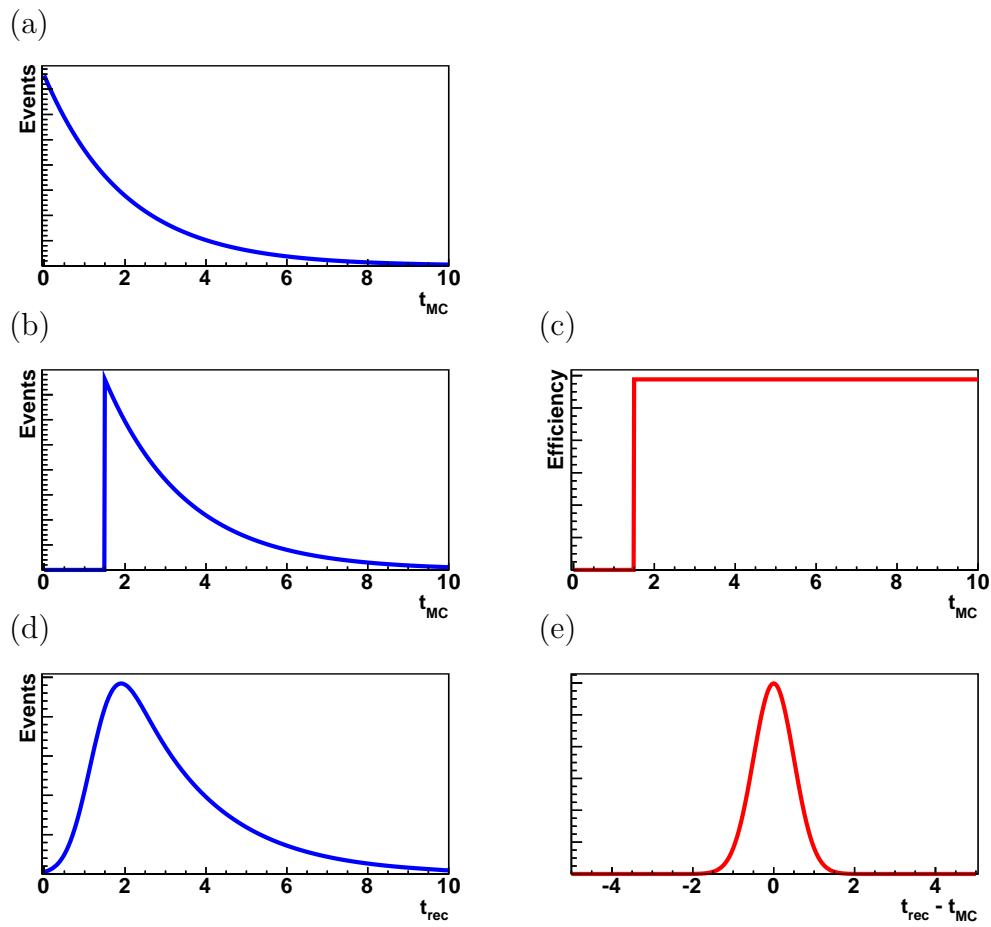 (a)
Events
0 2 4 6 8 10
t_MC
(b)
Events
0 2 4 6 8 10
t_MC
(c)
Efficiency
0 2 4 6 8 10
t_MC
(d)
Events
0 2 4 6 8 10
t_rec
(e)
-4 -2 0 2 4
t_rec - t_MC